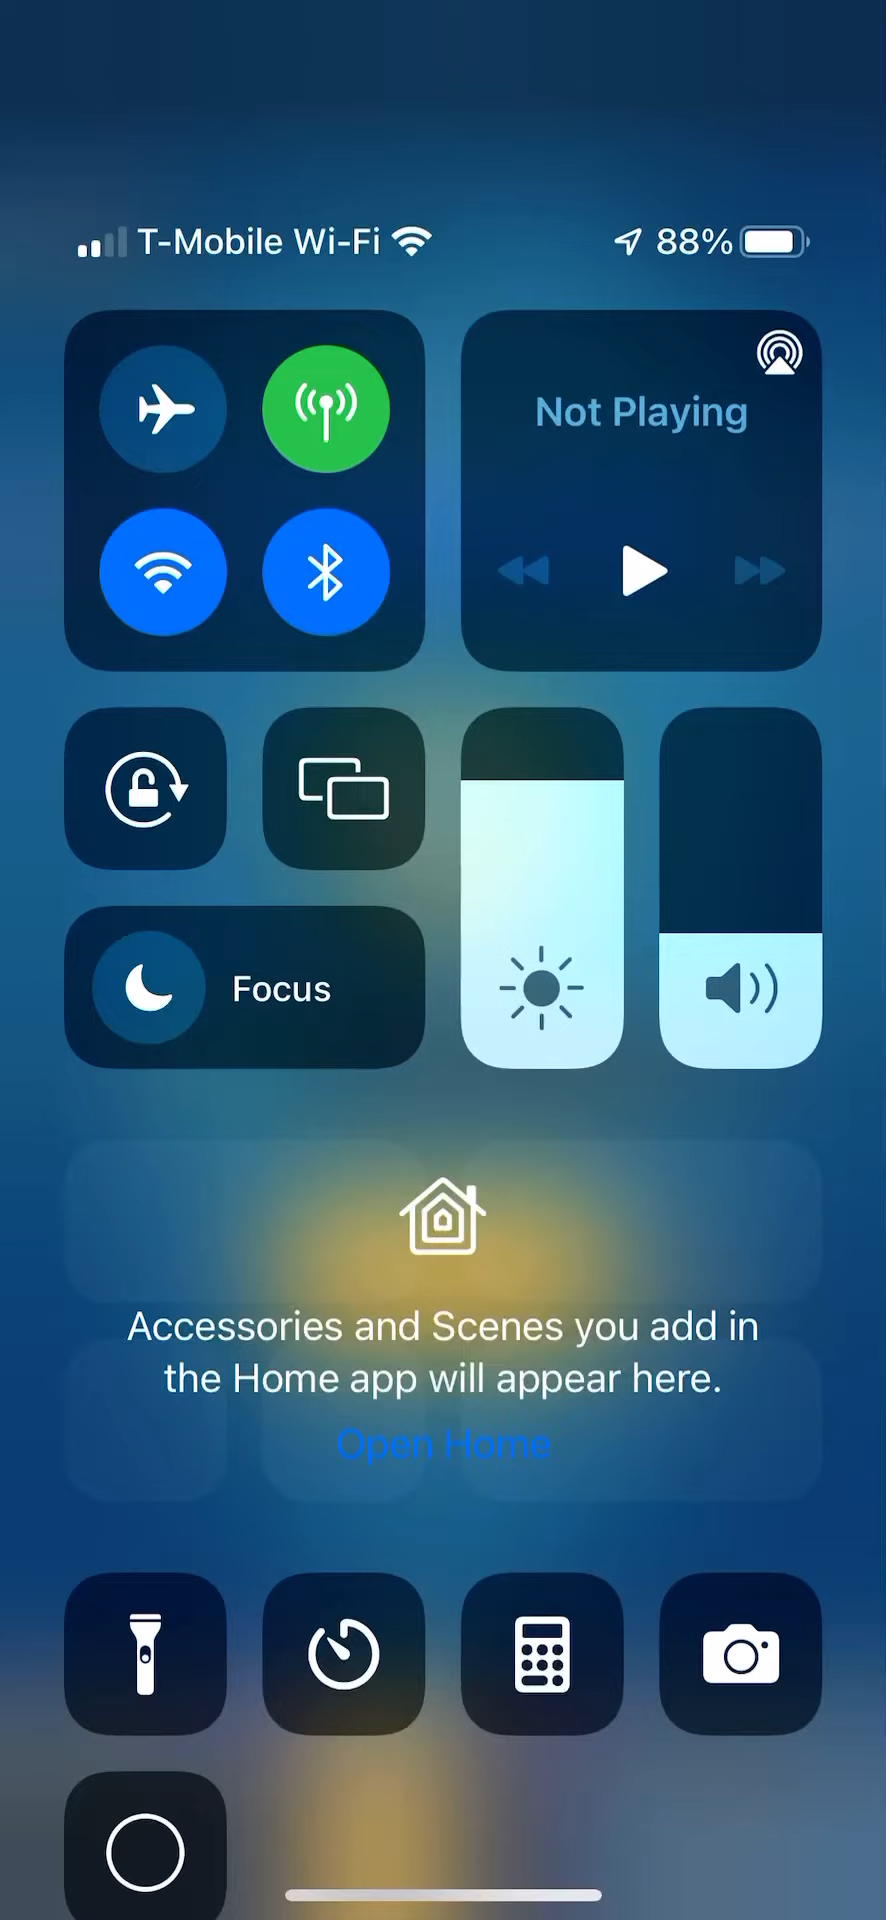 T-Mobile Wi-Fi 88%
Not Playing
Focus
Accessories and Scenes you add in
the Home app will appear here.
Open Home